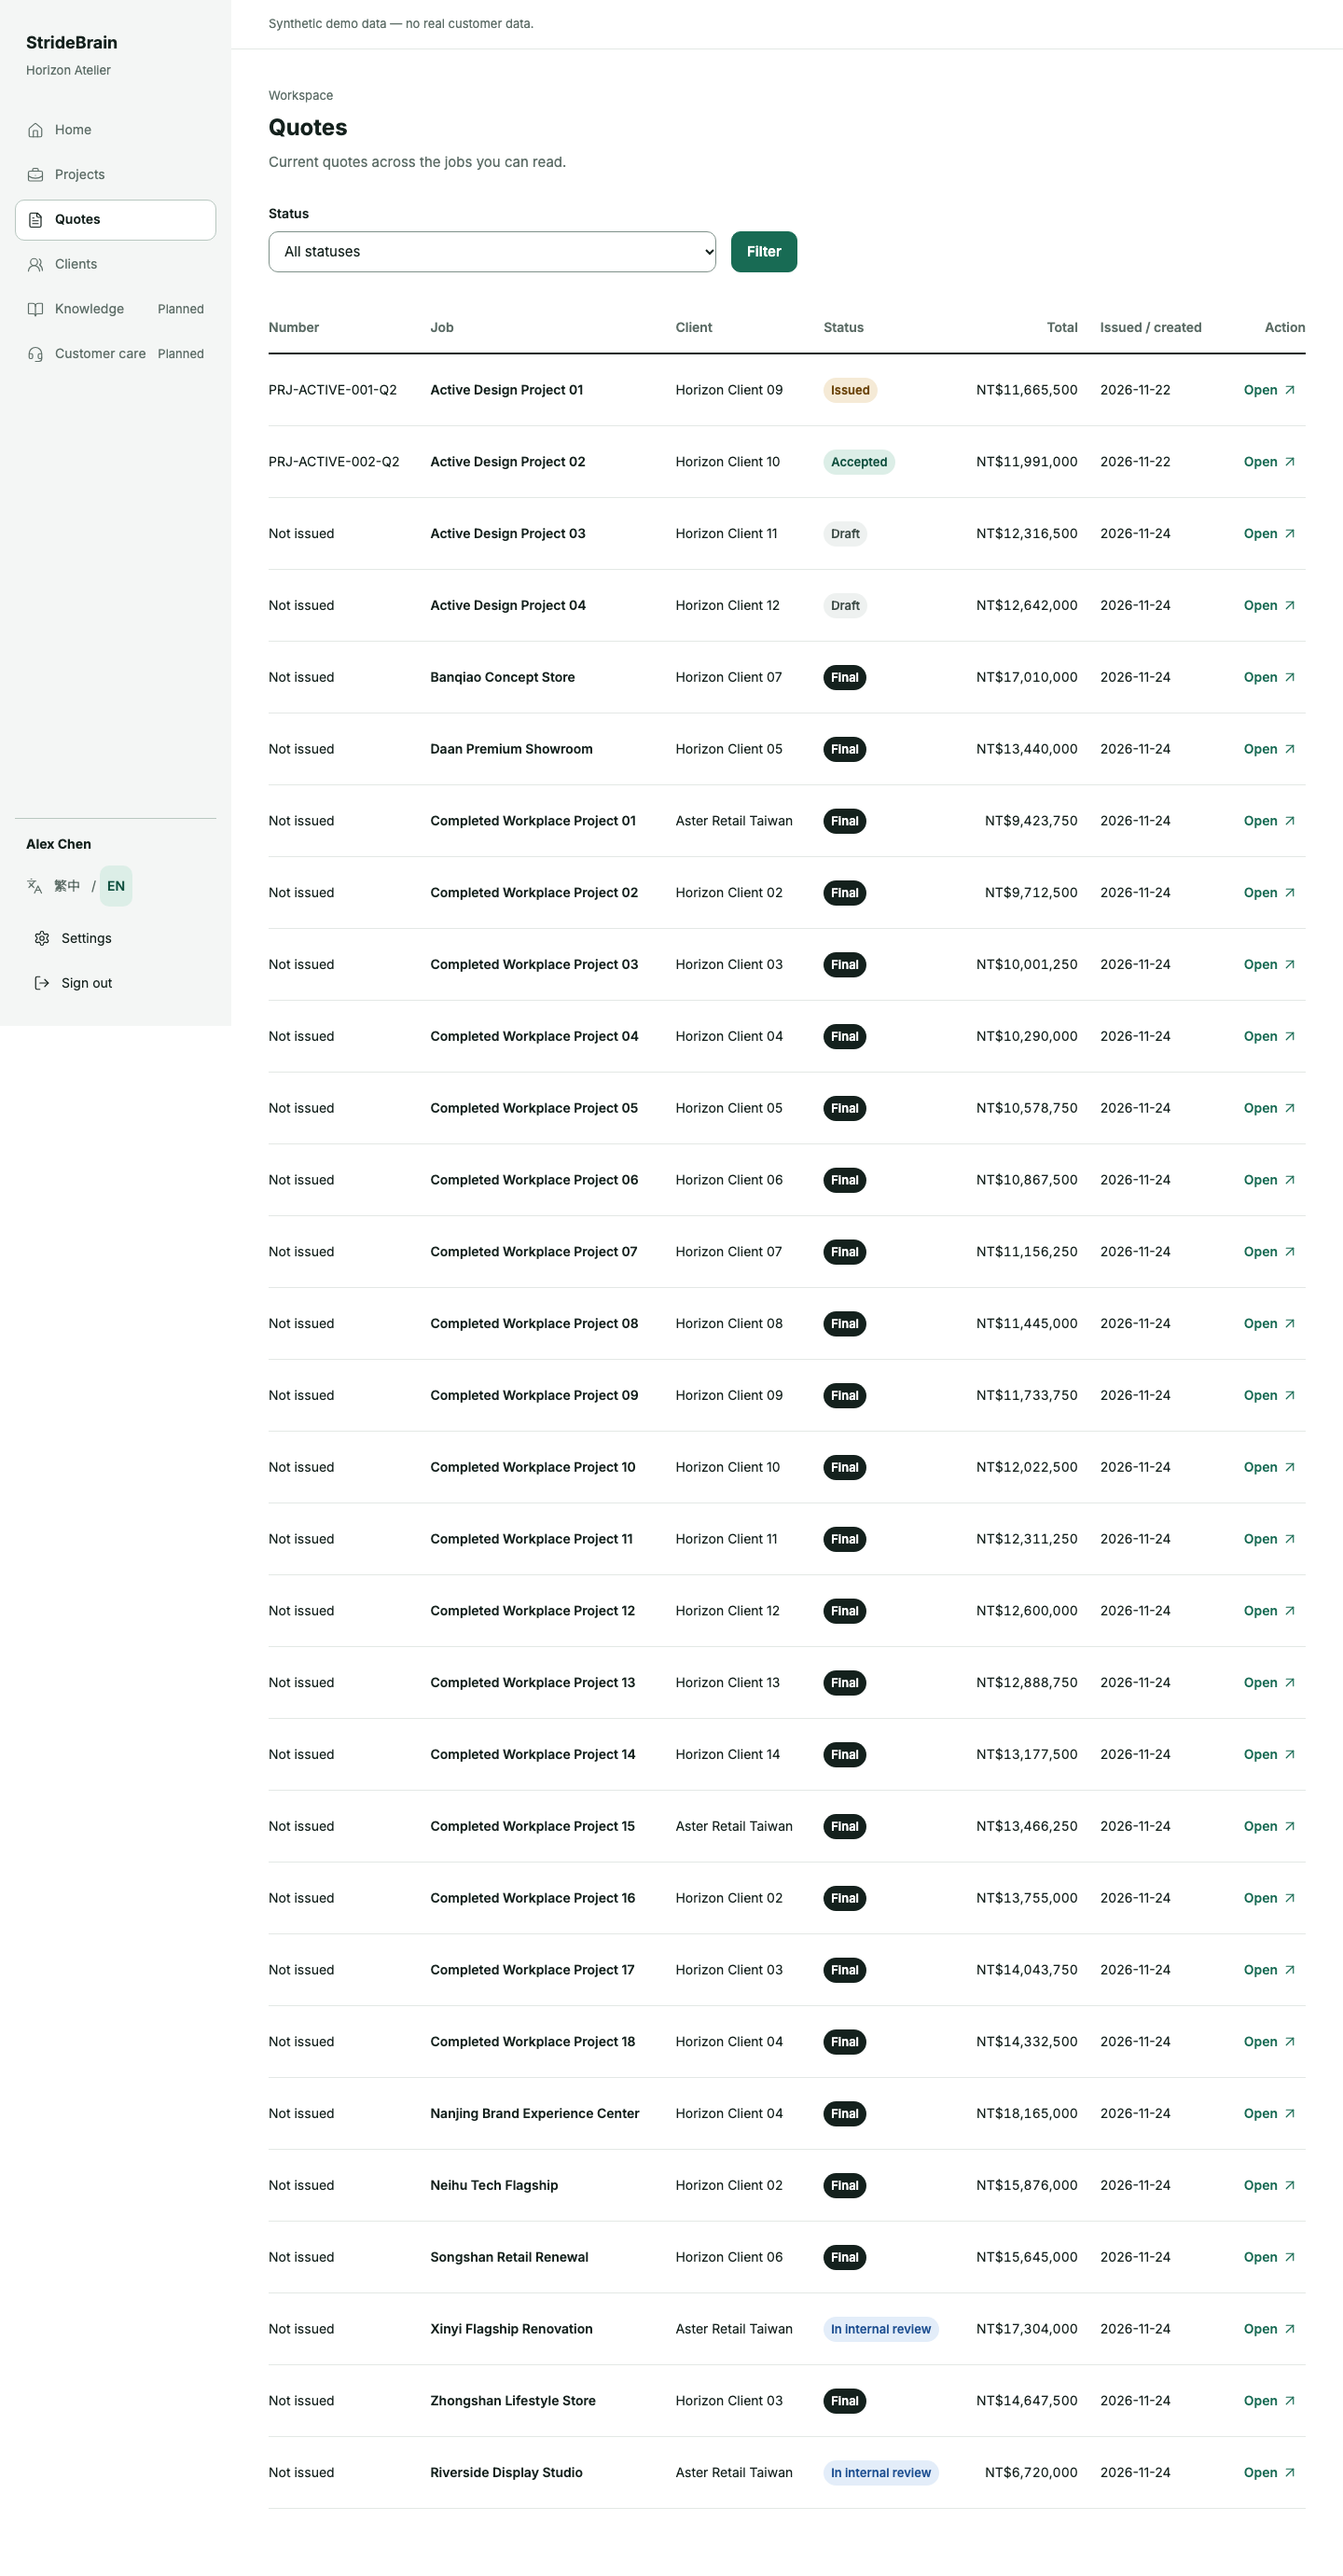 StrideBrain
Horizon Atelier
Home
Projects
Quotes
Clients
Knowledge Planned
Customer care Planned
Alex Chen
繁中 / EN
Settings
Sign out
Synthetic demo data — no real customer data.
Workspace
Quotes
Current quotes across the jobs you can read.
Status
All statuses Filter
Number Job Client Status Total Issued / created Action
PRJ-ACTIVE-001-Q2 Active Design Project 01 Horizon Client 09 Issued NT$11,665,500 2026-11-22 Open
PRJ-ACTIVE-002-Q2 Active Design Project 02 Horizon Client 10 Accepted NT$11,991,000 2026-11-22 Open
Not issued Active Design Project 03 Horizon Client 11 Draft NT$12,316,500 2026-11-24 Open
Not issued Active Design Project 04 Horizon Client 12 Draft NT$12,642,000 2026-11-24 Open
Not issued Banqiao Concept Store Horizon Client 07 Final NT$17,010,000 2026-11-24 Open
Not issued Daan Premium Showroom Horizon Client 05 Final NT$13,440,000 2026-11-24 Open
Not issued Completed Workplace Project 01 Aster Retail Taiwan Final NT$9,423,750 2026-11-24 Open
Not issued Completed Workplace Project 02 Horizon Client 02 Final NT$9,712,500 2026-11-24 Open
Not issued Completed Workplace Project 03 Horizon Client 03 Final NT$10,001,250 2026-11-24 Open
Not issued Completed Workplace Project 04 Horizon Client 04 Final NT$10,290,000 2026-11-24 Open
Not issued Completed Workplace Project 05 Horizon Client 05 Final NT$10,578,750 2026-11-24 Open
Not issued Completed Workplace Project 06 Horizon Client 06 Final NT$10,867,500 2026-11-24 Open
Not issued Completed Workplace Project 07 Horizon Client 07 Final NT$11,156,250 2026-11-24 Open
Not issued Completed Workplace Project 08 Horizon Client 08 Final NT$11,445,000 2026-11-24 Open
Not issued Completed Workplace Project 09 Horizon Client 09 Final NT$11,733,750 2026-11-24 Open
Not issued Completed Workplace Project 10 Horizon Client 10 Final NT$12,022,500 2026-11-24 Open
Not issued Completed Workplace Project 11 Horizon Client 11 Final NT$12,311,250 2026-11-24 Open
Not issued Completed Workplace Project 12 Horizon Client 12 Final NT$12,600,000 2026-11-24 Open
Not issued Completed Workplace Project 13 Horizon Client 13 Final NT$12,888,750 2026-11-24 Open
Not issued Completed Workplace Project 14 Horizon Client 14 Final NT$13,177,500 2026-11-24 Open
Not issued Completed Workplace Project 15 Aster Retail Taiwan Final NT$13,466,250 2026-11-24 Open
Not issued Completed Workplace Project 16 Horizon Client 02 Final NT$13,755,000 2026-11-24 Open
Not issued Completed Workplace Project 17 Horizon Client 03 Final NT$14,043,750 2026-11-24 Open
Not issued Completed Workplace Project 18 Horizon Client 04 Final NT$14,332,500 2026-11-24 Open
Not issued Nanjing Brand Experience Center Horizon Client 04 Final NT$18,165,000 2026-11-24 Open
Not issued Neihu Tech Flagship Horizon Client 02 Final NT$15,876,000 2026-11-24 Open
Not issued Songshan Retail Renewal Horizon Client 06 Final NT$15,645,000 2026-11-24 Open
Not issued Xinyi Flagship Renovation Aster Retail Taiwan In internal review NT$17,304,000 2026-11-24 Open
Not issued Zhongshan Lifestyle Store Horizon Client 03 Final NT$14,647,500 2026-11-24 Open
Not issued Riverside Display Studio Aster Retail Taiwan In internal review NT$6,720,000 2026-11-24 Open